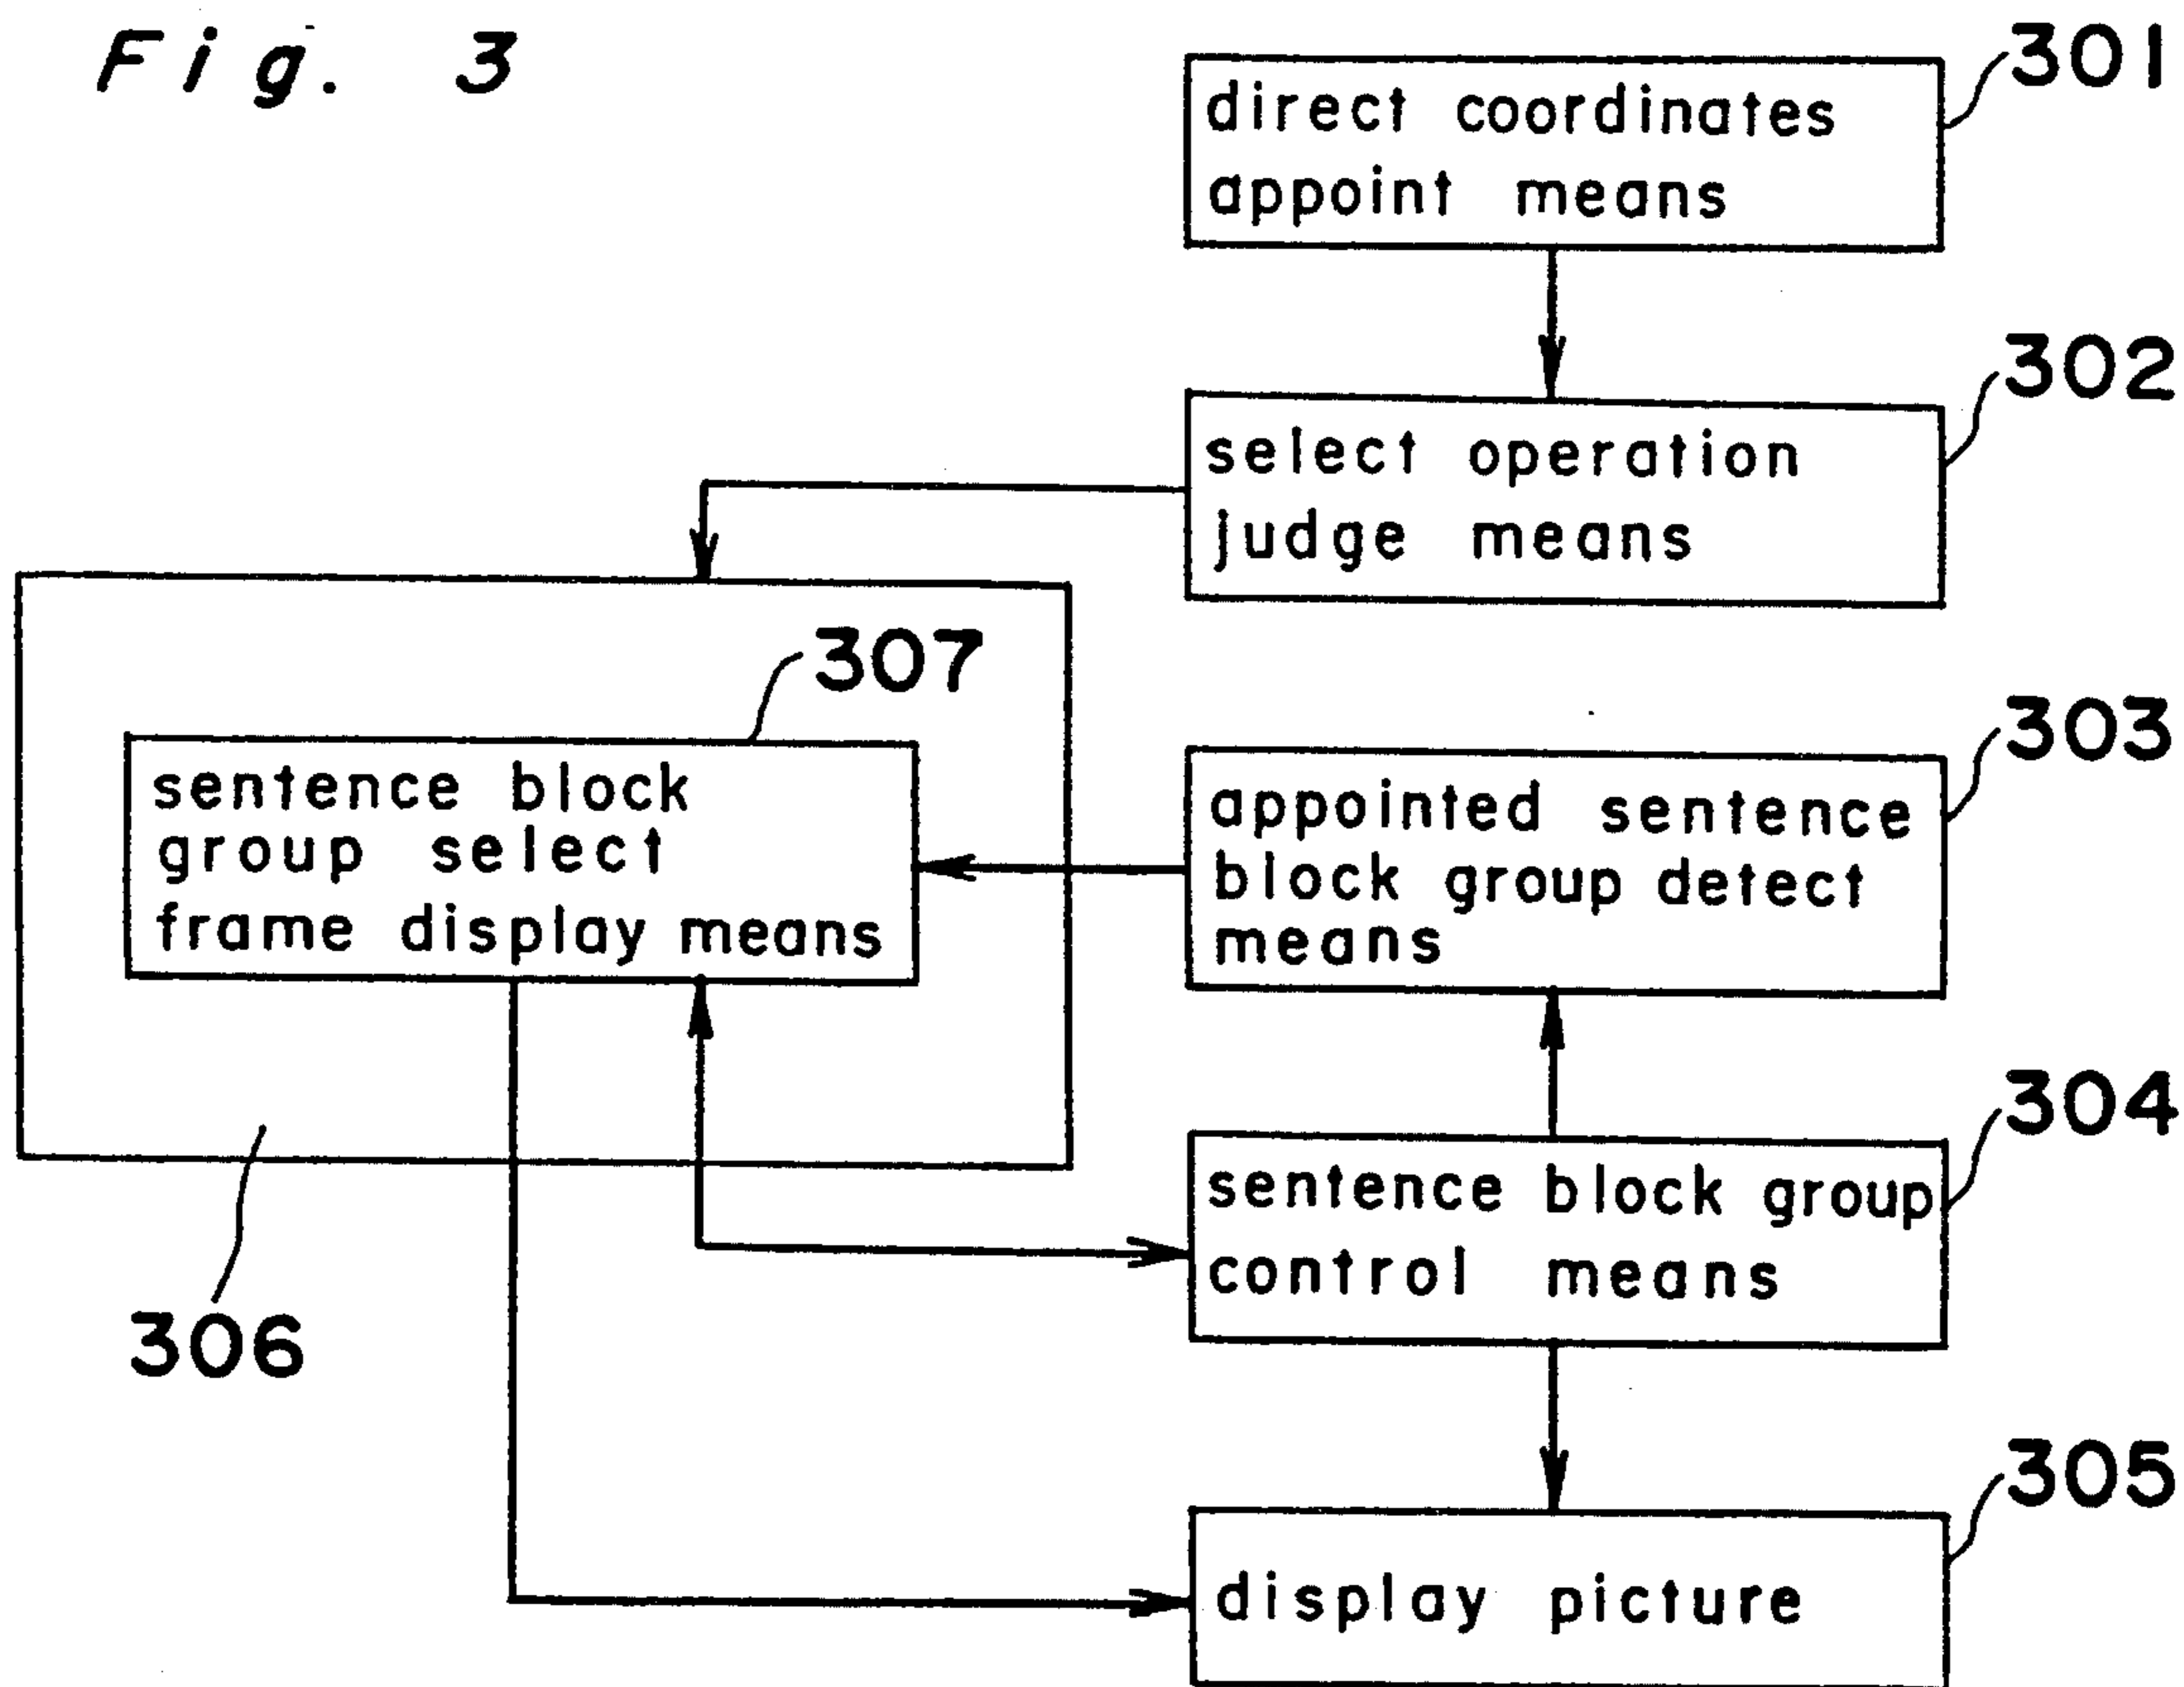 Fig. 3
301
direct coordinates
appoint means
302
select operation
judge means
307
sentence block
group select
frame display means
303
appointed sentence
block group detect
means
304
sentence block group
control means
306
305
display picture